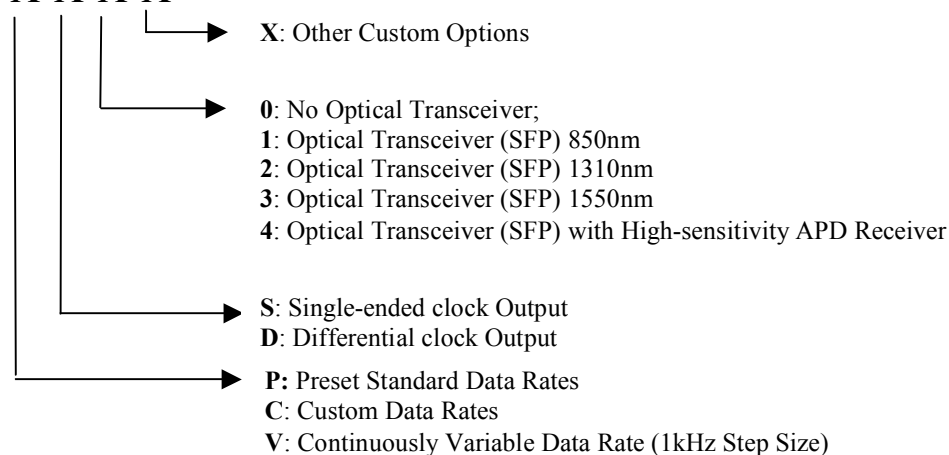 X: Other Custom Options
0: No Optical Transceiver;
1: Optical Transceiver (SFP) 850nm
2: Optical Transceiver (SFP) 1310nm
3: Optical Transceiver (SFP) 1550nm
4: Optical Transceiver (SFP) with High-sensitivity APD Receiver
S: Single-ended clock Output
D: Differential clock Output
P: Preset Standard Data Rates
C: Custom Data Rates
V: Continuously Variable Data Rate (1kHz Step Size)